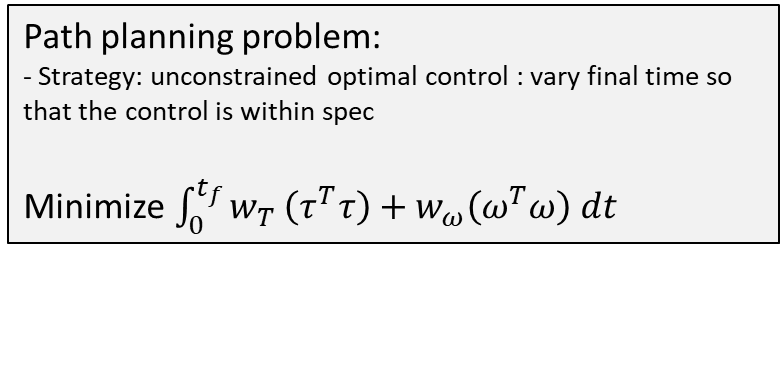 Path planning problem:
- Strategy: unconstrained optimal control : vary final time so
that the control is within spec
Minimize ∫₀^{t_f} w_T (τ^T τ) + w_ω(ω^T ω) dt